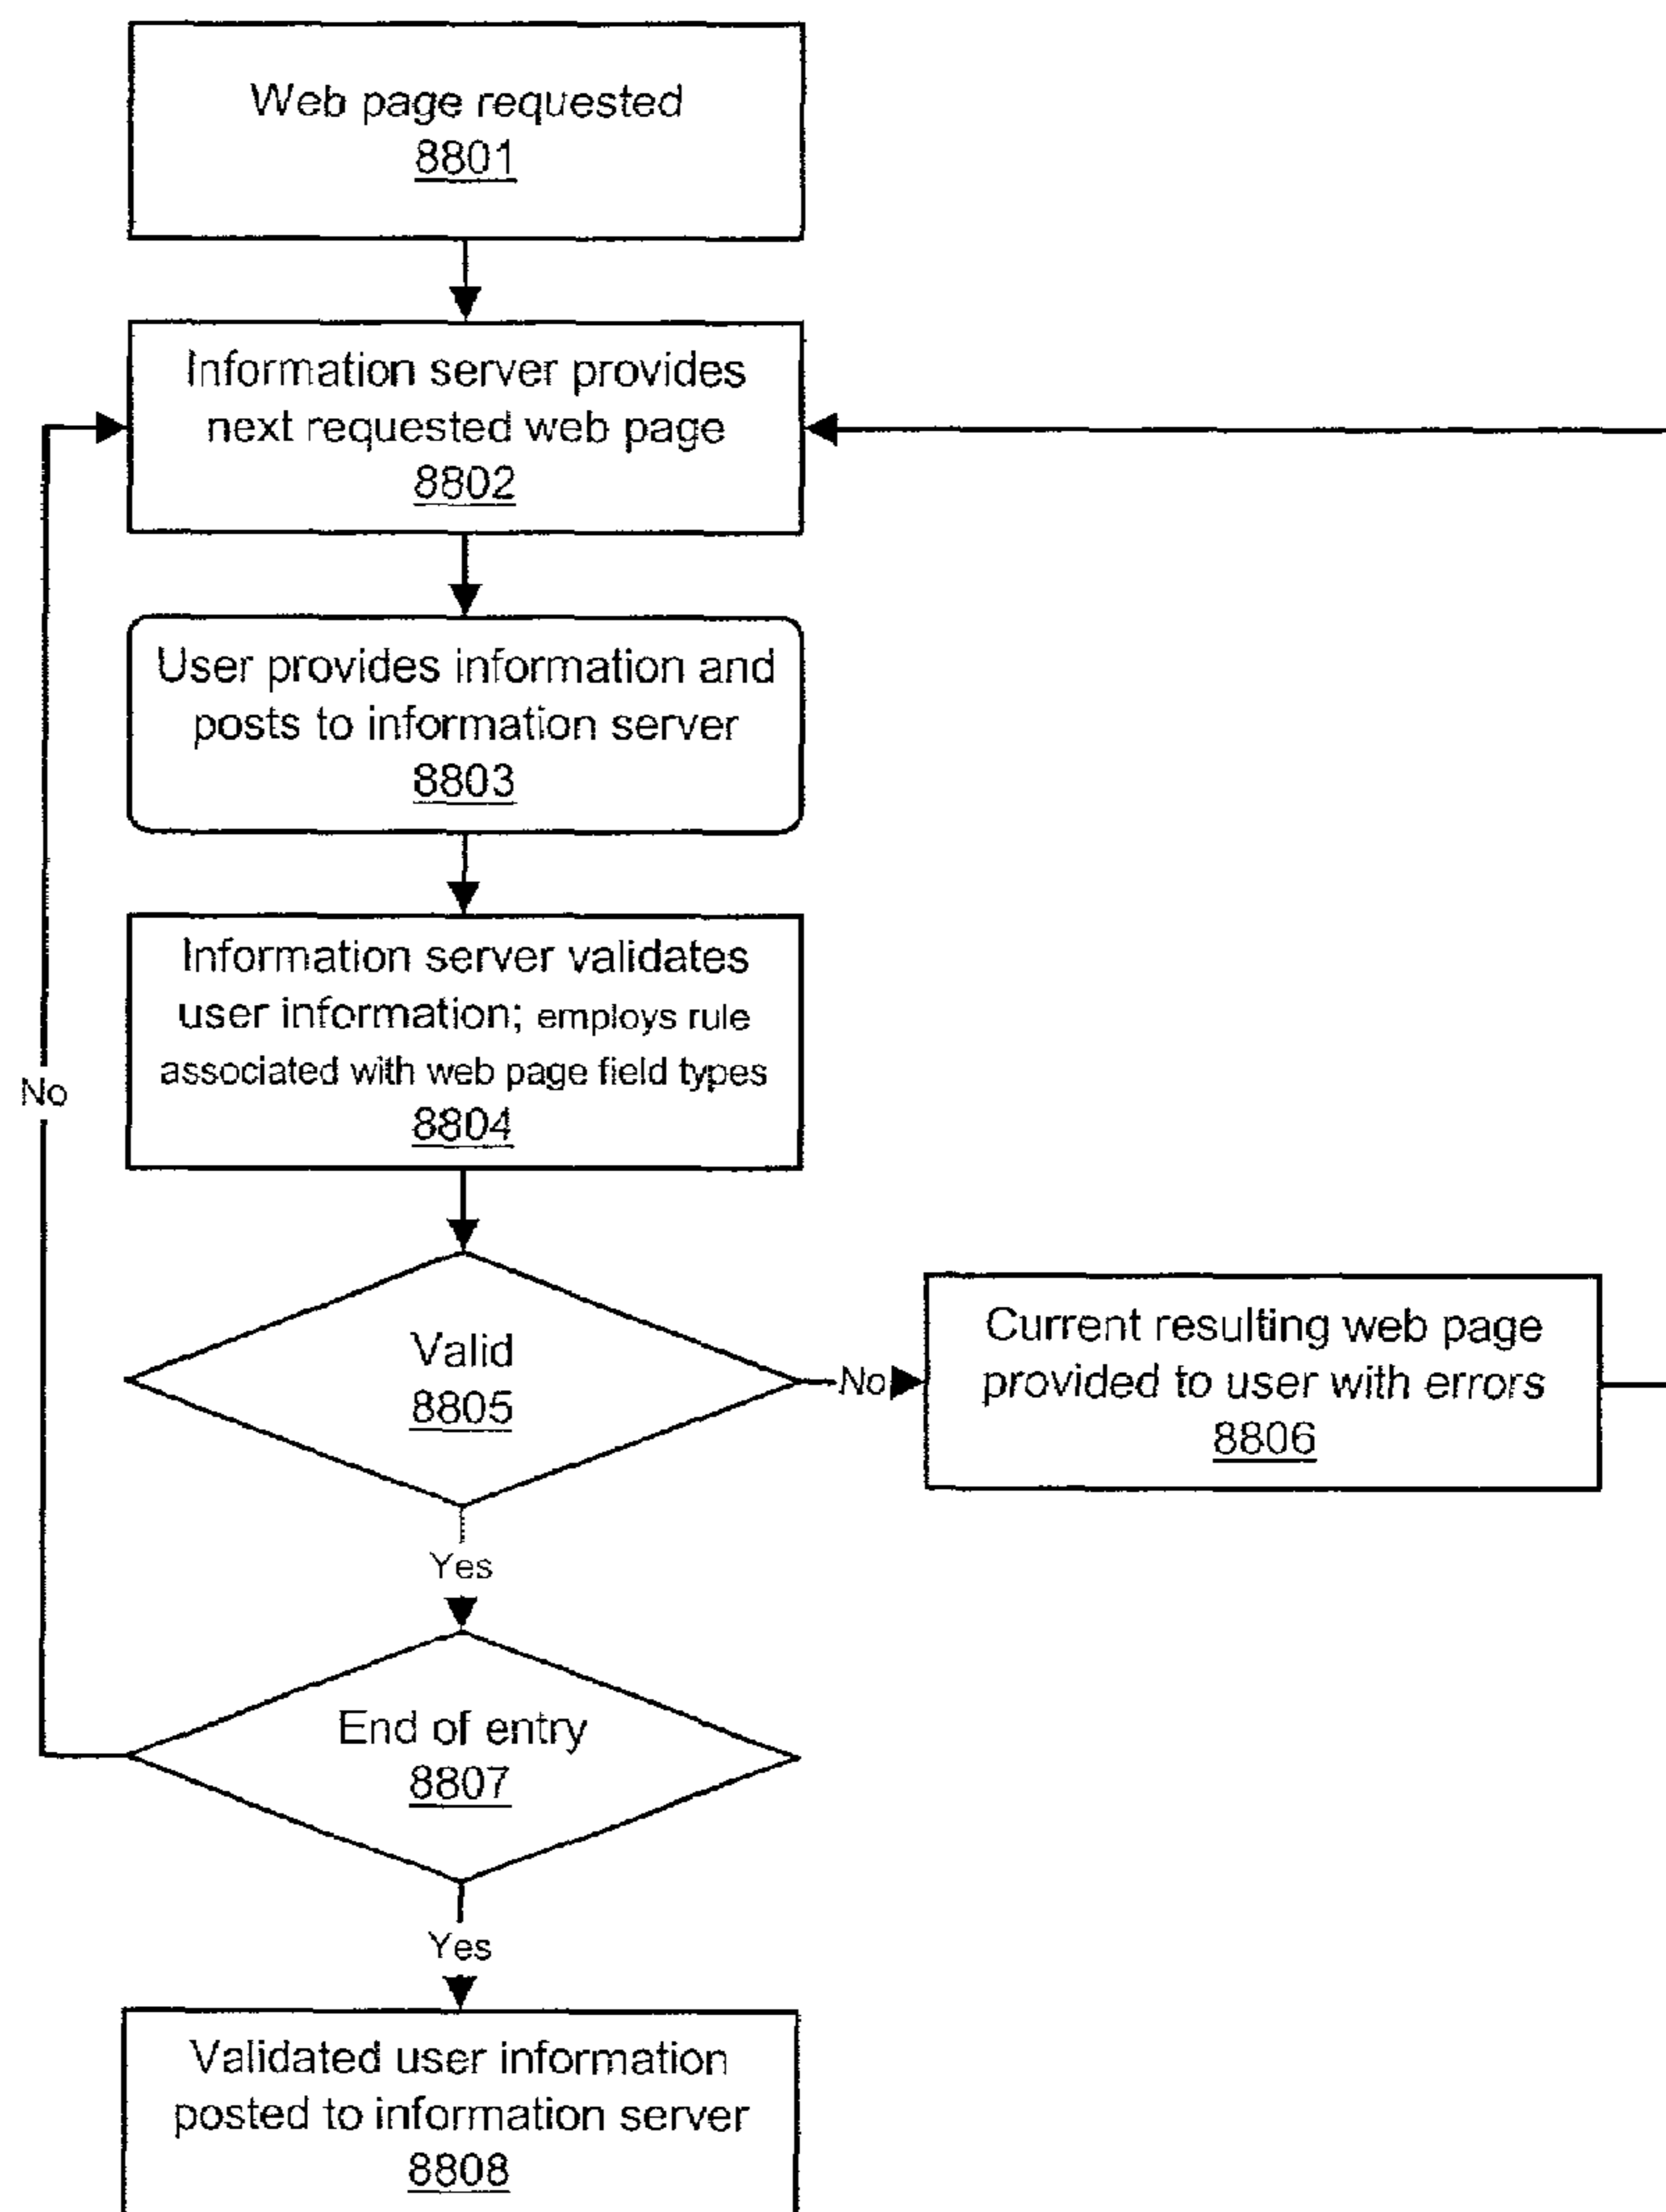 Web page requested
8801
Information server provides
next requested web page
8802
User provides information and
posts to information server
8803
Information server validates
user information; employs rule
associated with web page field types
8804
No
Valid
8805
No
Current resulting web page
provided to user with errors
8806
Yes
End of entry
8807
Yes
Validated user information
posted to information server
8808